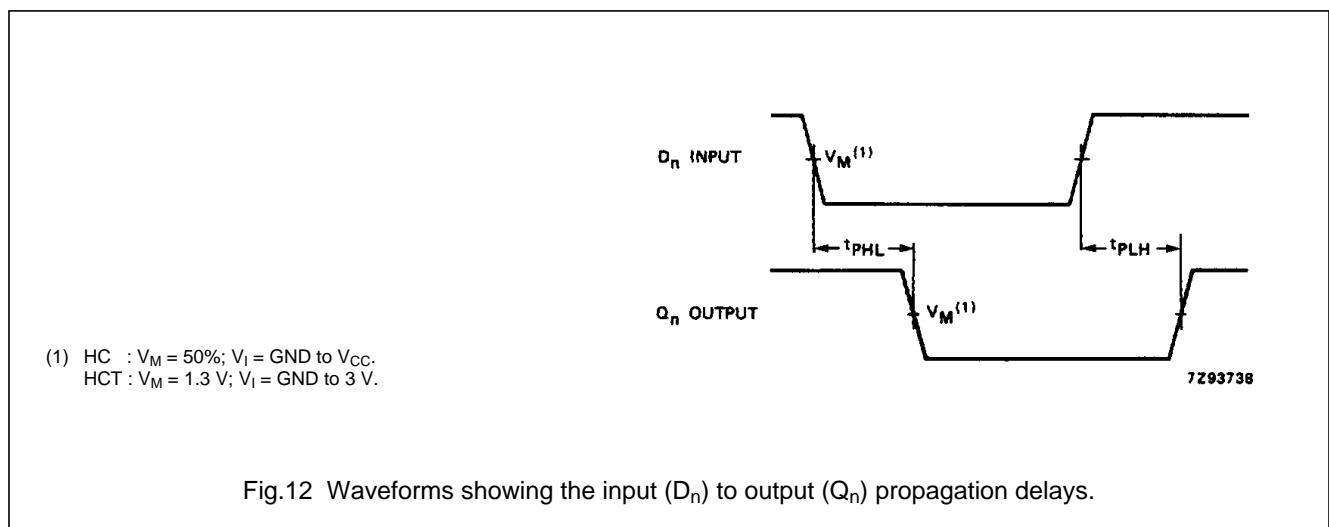 Dn INPUT
VM(1)
tPHL
tPLH
Qn OUTPUT
VM(1)
(1) HC : VM = 50%; VI = GND to VCC.
HCT : VM = 1.3 V; VI = GND to 3 V.
7Z93738
Fig.12 Waveforms showing the input (Dn) to output (Qn) propagation delays.